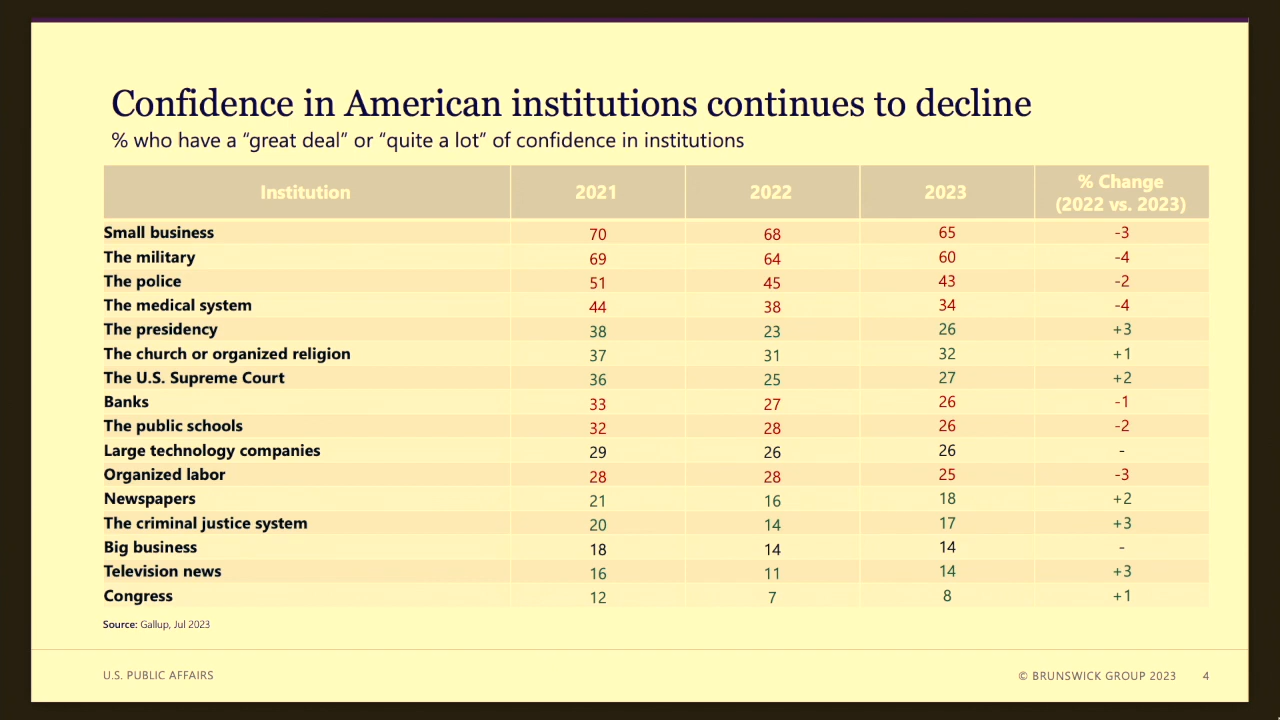 Confidence in American institutions continues to decline
% who have a “great deal” or “quite a lot” of confidence in institutions
Institution 2021 2022 2023 % Change (2022 vs. 2023)
Small business 70 68 65 -3
The military 69 64 60 -4
The police 51 45 43 -2
The medical system 44 38 34 -4
The presidency 38 23 26 +3
The church or organized religion 37 31 32 +1
The U.S. Supreme Court 36 25 27 +2
Banks 33 27 26 -1
The public schools 32 28 26 -2
Large technology companies 29 26 26 -
Organized labor 28 28 25 -3
Newspapers 21 16 18 +2
The criminal justice system 20 14 17 +3
Big business 18 14 14 -
Television news 16 11 14 +3
Congress 12 7 8 +1
Source: Gallup, Jul 2023
U.S. PUBLIC AFFAIRS © BRUNSWICK GROUP 2023 4